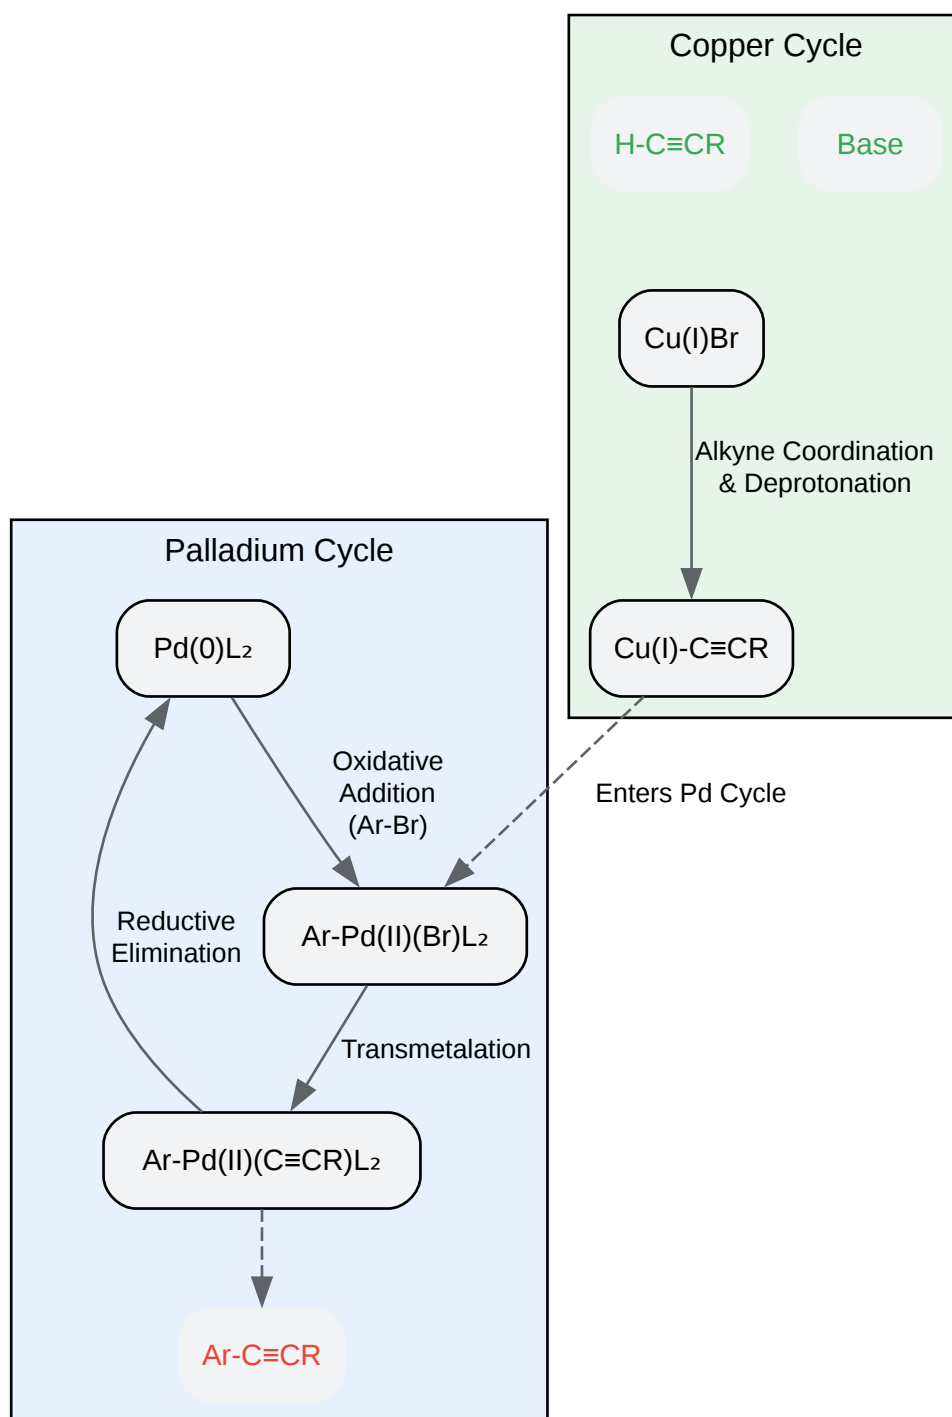 Copper Cycle
H-C≡CR
Base
Cu(I)Br
Alkyne Coordination
& Deprotonation
Cu(I)-C≡CR
Enters Pd Cycle
Palladium Cycle
Pd(0)L₂
Oxidative
Addition
(Ar-Br)
Ar-Pd(II)(Br)L₂
Reductive
Elimination
Transmetalation
Ar-Pd(II)(C≡CR)L₂
Ar-C≡CR